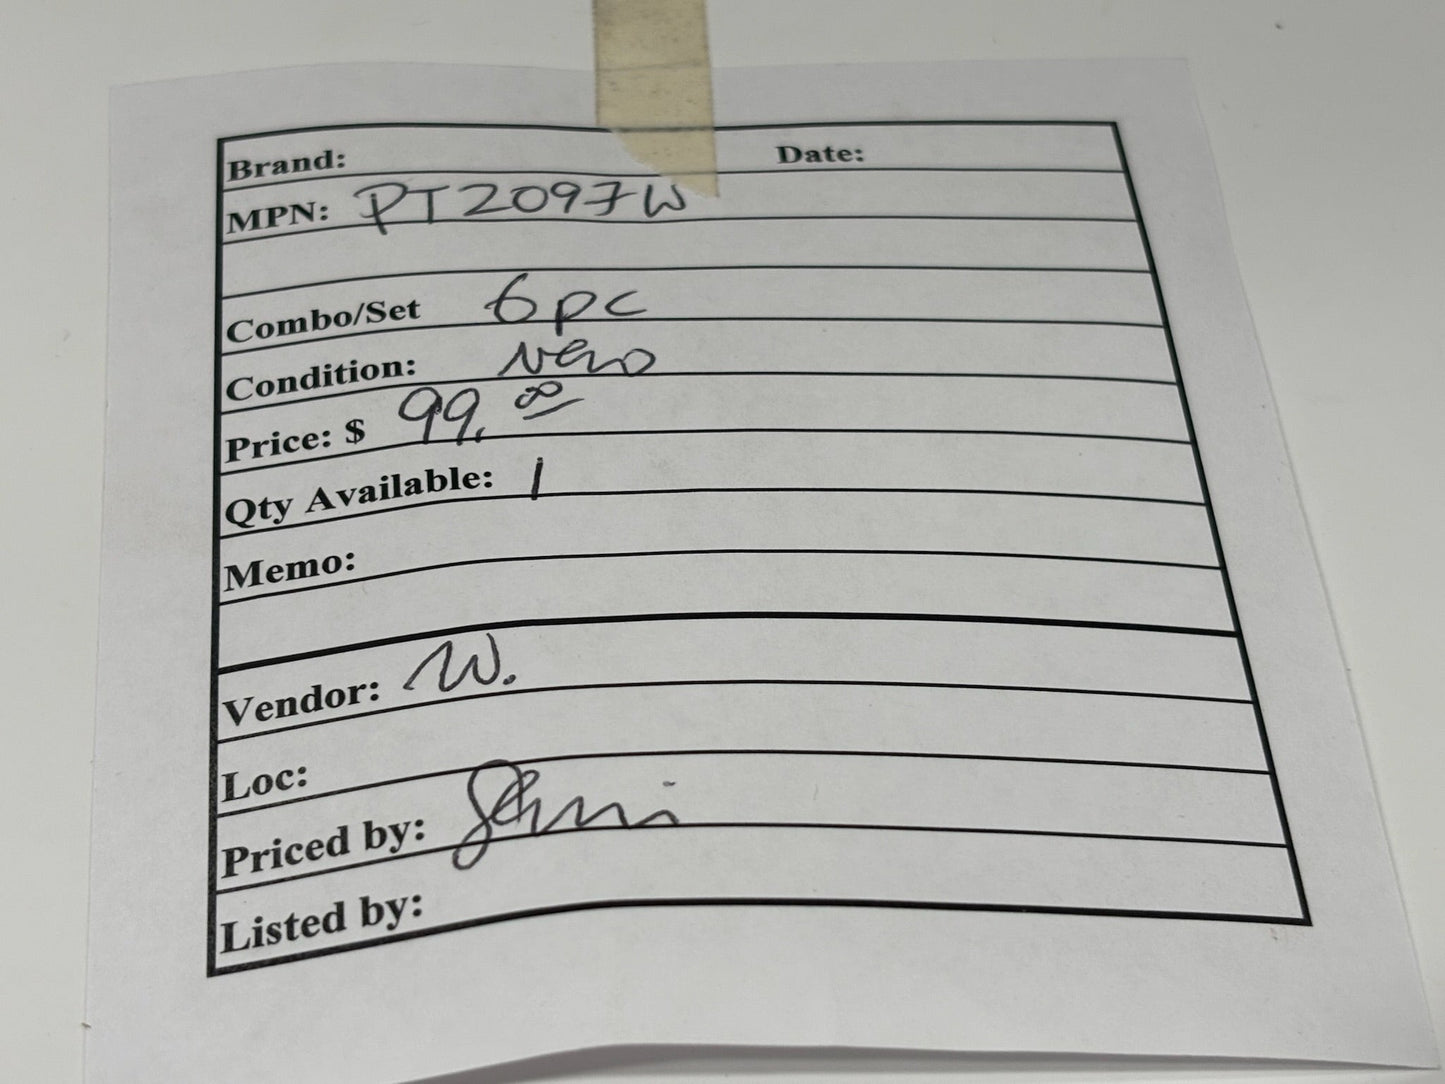 Brand: Date:
MPN: PT2097W
Combo/Set 6pc
Condition: New
Price: $ 99.00
Qty Available: 1
Memo:
Vendor: W.
Loc:
Priced by:
Listed by: